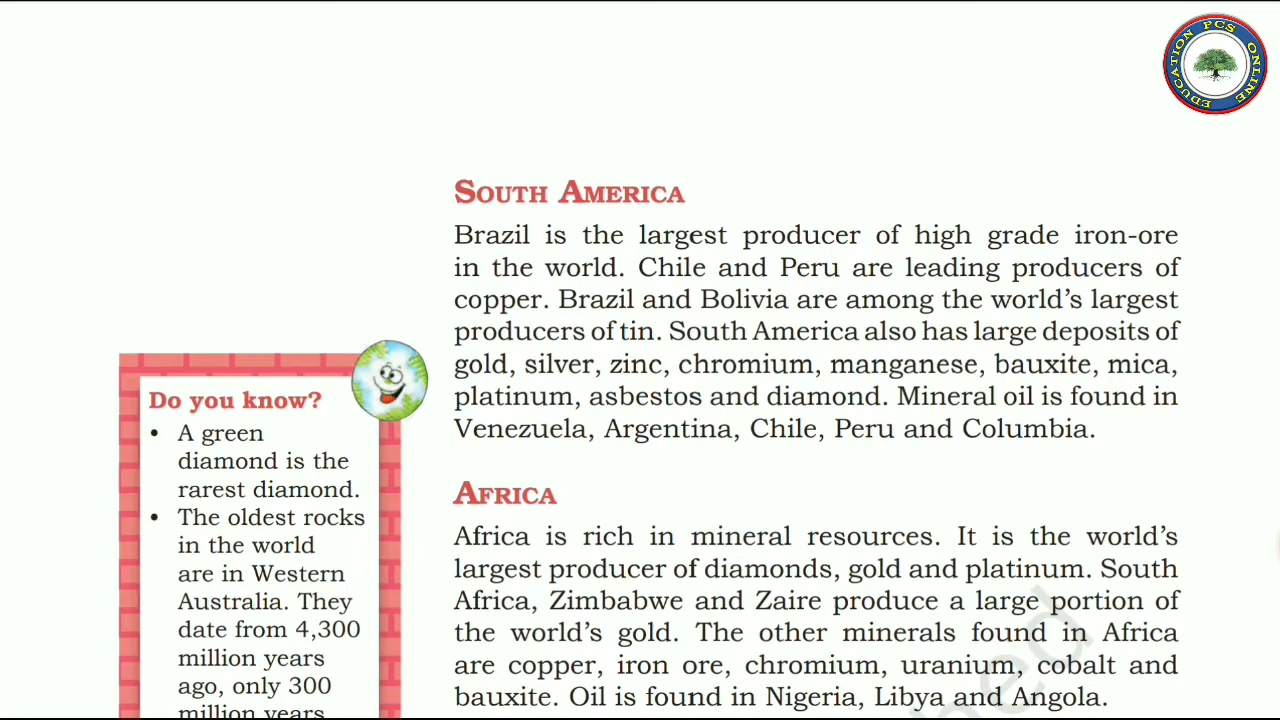 EDUCATION PCS ONLINE
SOUTH AMERICA
Brazil is the largest producer of high grade iron-ore
in the world. Chile and Peru are leading producers of
copper. Brazil and Bolivia are among the world's largest
producers of tin. South America also has large deposits of
gold, silver, zinc, chromium, manganese, bauxite, mica,
platinum, asbestos and diamond. Mineral oil is found in
Venezuela, Argentina, Chile, Peru and Columbia.
AFRICA
Africa is rich in mineral resources. It is the world's
largest producer of diamonds, gold and platinum. South
Africa, Zimbabwe and Zaire produce a large portion of
the world's gold. The other minerals found in Africa
are copper, iron ore, chromium, uranium, cobalt and
bauxite. Oil is found in Nigeria, Libya and Angola.
Do you know?
• A green
diamond is the
rarest diamond.
• The oldest rocks
in the world
are in Western
Australia. They
date from 4,300
million years
ago, only 300
million years